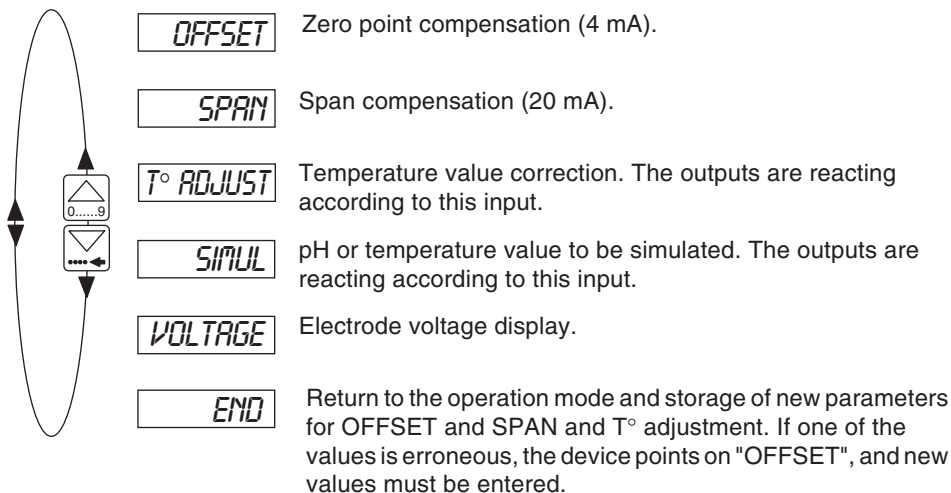 OFFSET Zero point compensation (4 mA).
SPAN Span compensation (20 mA).
T° ADJUST Temperature value correction. The outputs are reacting
according to this input.
0......9
SIMUL pH or temperature value to be simulated. The outputs are
reacting according to this input.
VOLTAGE Electrode voltage display.
END Return to the operation mode and storage of new parameters
for OFFSET and SPAN and T° adjustment. If one of the
values is erroneous, the device points on "OFFSET", and new
values must be entered.